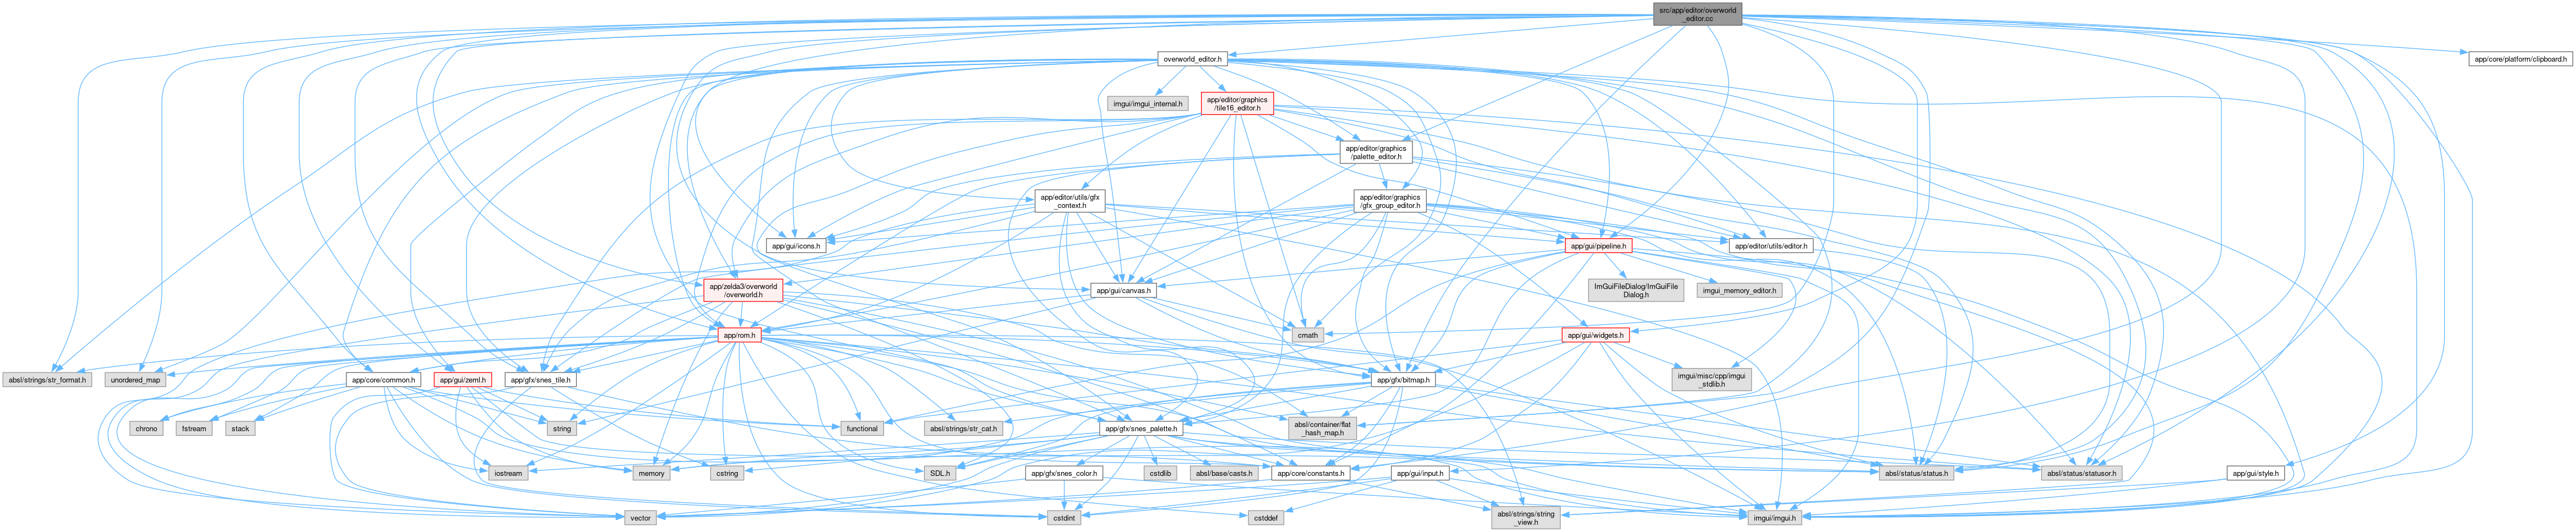 src/app/editor/overworld
_editor.cc
app/core/platform/clipboard.h
overworld_editor.h
imgui/imgui_internal.h
app/editor/graphics
/tile16_editor.h
app/editor/graphics
/palette_editor.h
app/editor/utils/gfx
_context.h
app/editor/graphics
/gfx_group_editor.h
app/gui/icons.h
app/gui/pipeline.h
app/editor/utils/editor.h
app/zelda3/overworld
/overworld.h
app/gui/canvas.h
ImGuiFileDialog/ImGuiFile
Dialog.h
imgui_memory_editor.h
app/rom.h
cmath
app/gui/widgets.h
absl/strings/str_format.h
unordered_map
app/core/common.h
app/gui/zeml.h
app/gfx/snes_tile.h
app/gfx/bitmap.h
imgui/misc/cpp/imgui
_stdlib.h
chrono
fstream
stack
string
functional
absl/strings/str_cat.h
app/gfx/snes_palette.h
absl/container/flat
_hash_map.h
iostream
memory
cstring
SDL.h
app/gfx/snes_color.h
cstdlib
absl/base/casts.h
app/core/constants.h
app/gui/input.h
absl/status/status.h
absl/status/statusor.h
app/gui/style.h
vector
cstdint
cstddef
absl/strings/string
_view.h
imgui/imgui.h